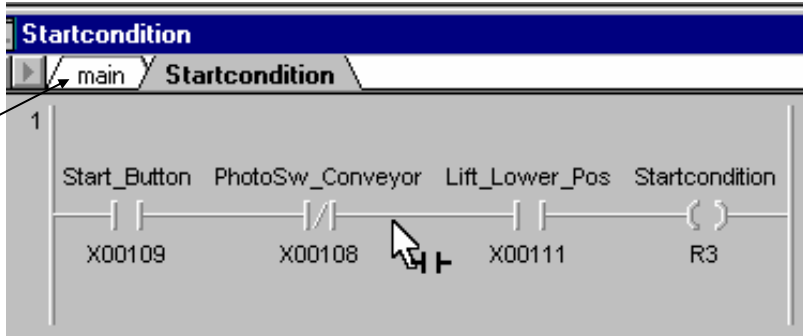 Startcondition
main Startcondition
1
Start_Button PhotoSw_Conveyor Lift_Lower_Pos Startcondition
X00109 X00108 X00111 R3